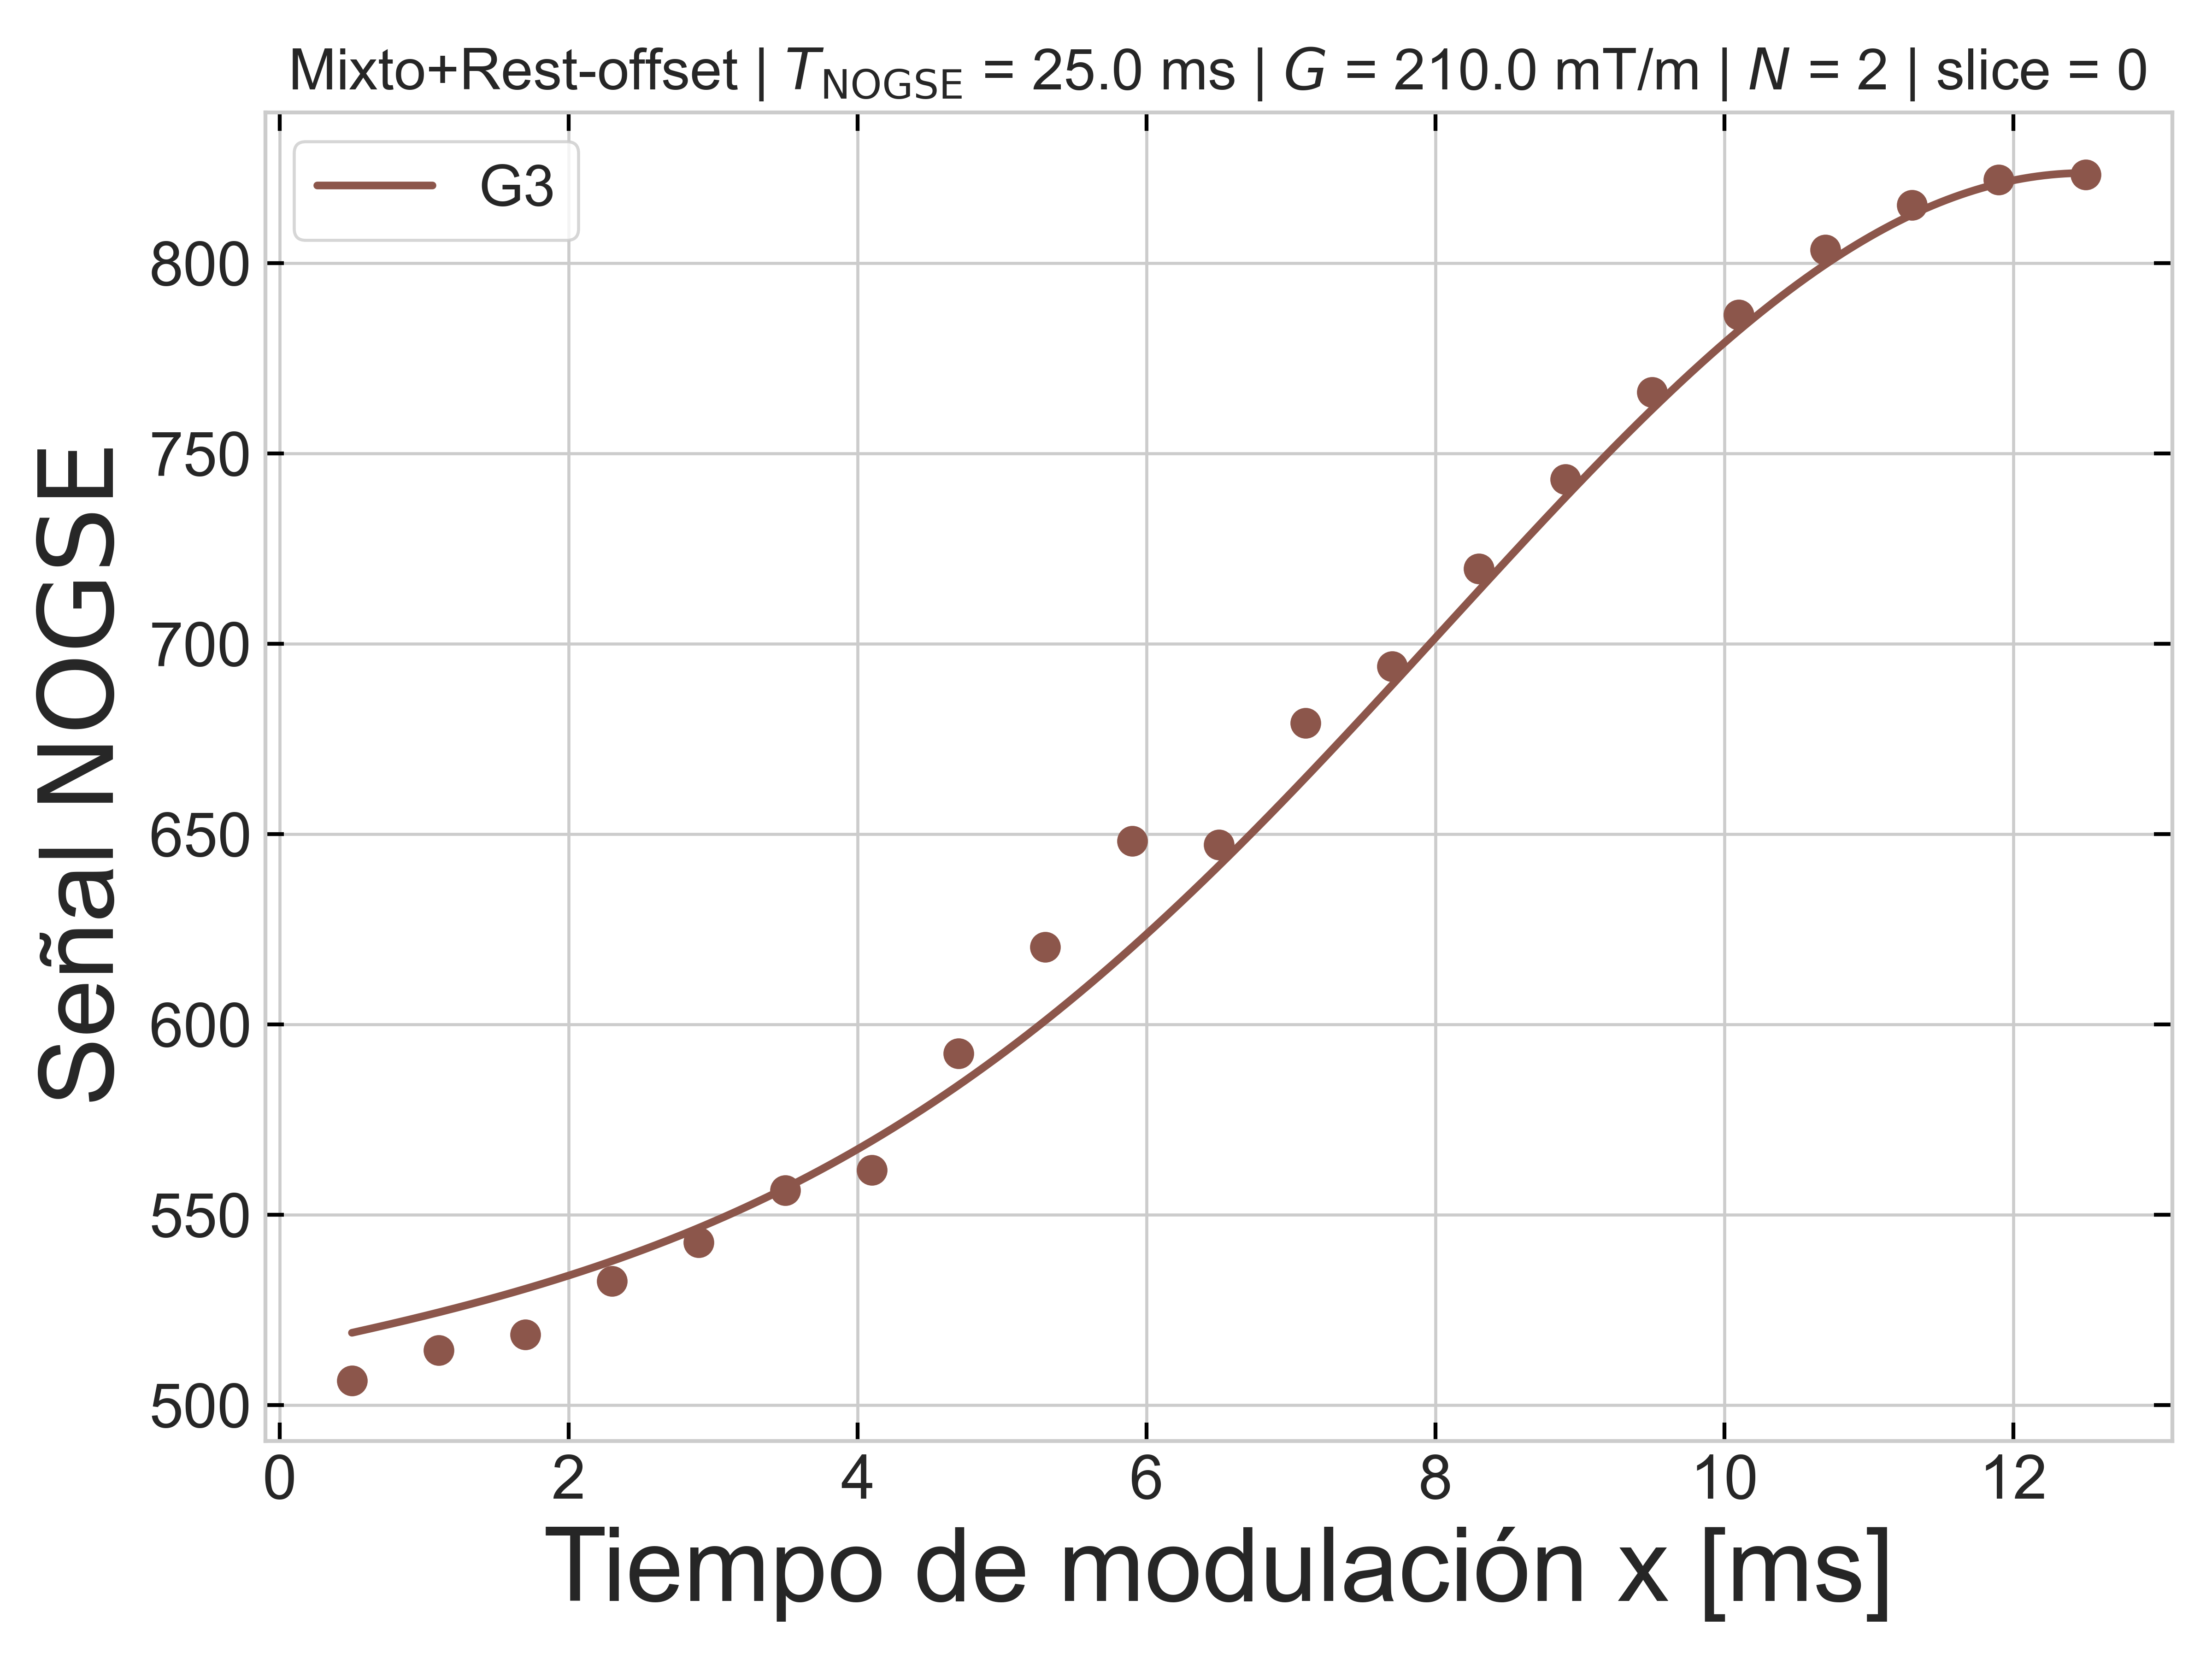 Mixto+Rest-offset | T_NOGSE = 25.0 ms | G = 210.0 mT/m | N = 2 | slice = 0
G3
Señal NOGSE
800
750
700
650
600
550
500
0 2 4 6 8 10 12
Tiempo de modulación x [ms]